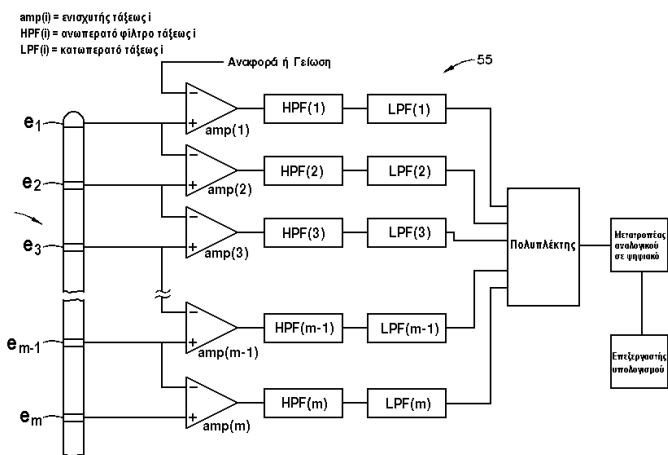 amp(i) = ενισχυτής τάξεως i
HPF(i) = ανωπερατό φίλτρο τάξεως i
LPF(i) = κατωπερατό τάξεως i
Αναφορά ή Γείωση
55
e1
−
+
amp(1)
HPF(1)
LPF(1)
e2
−
+
amp(2)
HPF(2)
LPF(2)
e3
−
+
amp(3)
HPF(3)
LPF(3)
Πολυπλέκτης
Μετατροπέας
αναλογικού
σε ψηφιακό
em-1
−
+
amp(m-1)
HPF(m-1)
LPF(m-1)
Επεξεργαστής
υπολογισμού
em
−
+
amp(m)
HPF(m)
LPF(m)